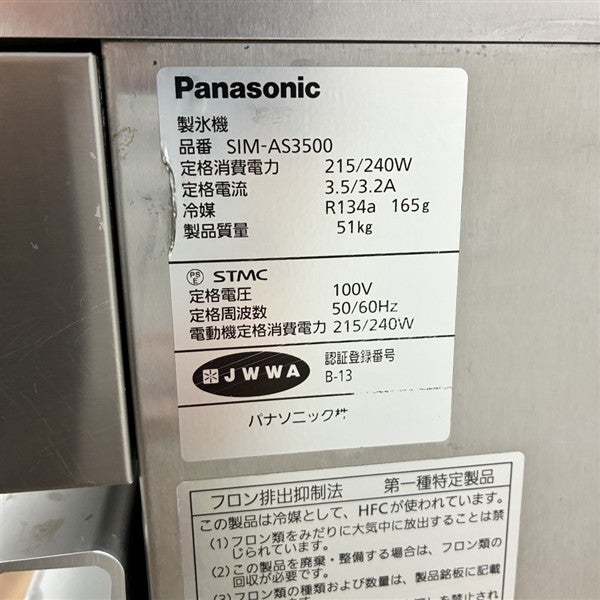 Panasonic
製氷機
品番 SIM-AS3500
定格消費電力 215/240W
定格電流 3.5/3.2A
冷媒 R134a 165g
製品質量 51kg
PSE STMC
定格電圧 100V
定格周波数 50/60Hz
電動機定格消費電力 215/240W
JWWA 認証登録番号
B-13
パナソニック
フロン排出抑制法 第一種特定製品
この製品は冷媒として、HFCが使われています。
(1)フロン類をみだりに大気中に放出することは禁
じられています。
(2)この製品を廃棄・整備する場合は、フロン類の
回収が必要です。
(3)フロン類の種類および数量は、製品銘板に記載